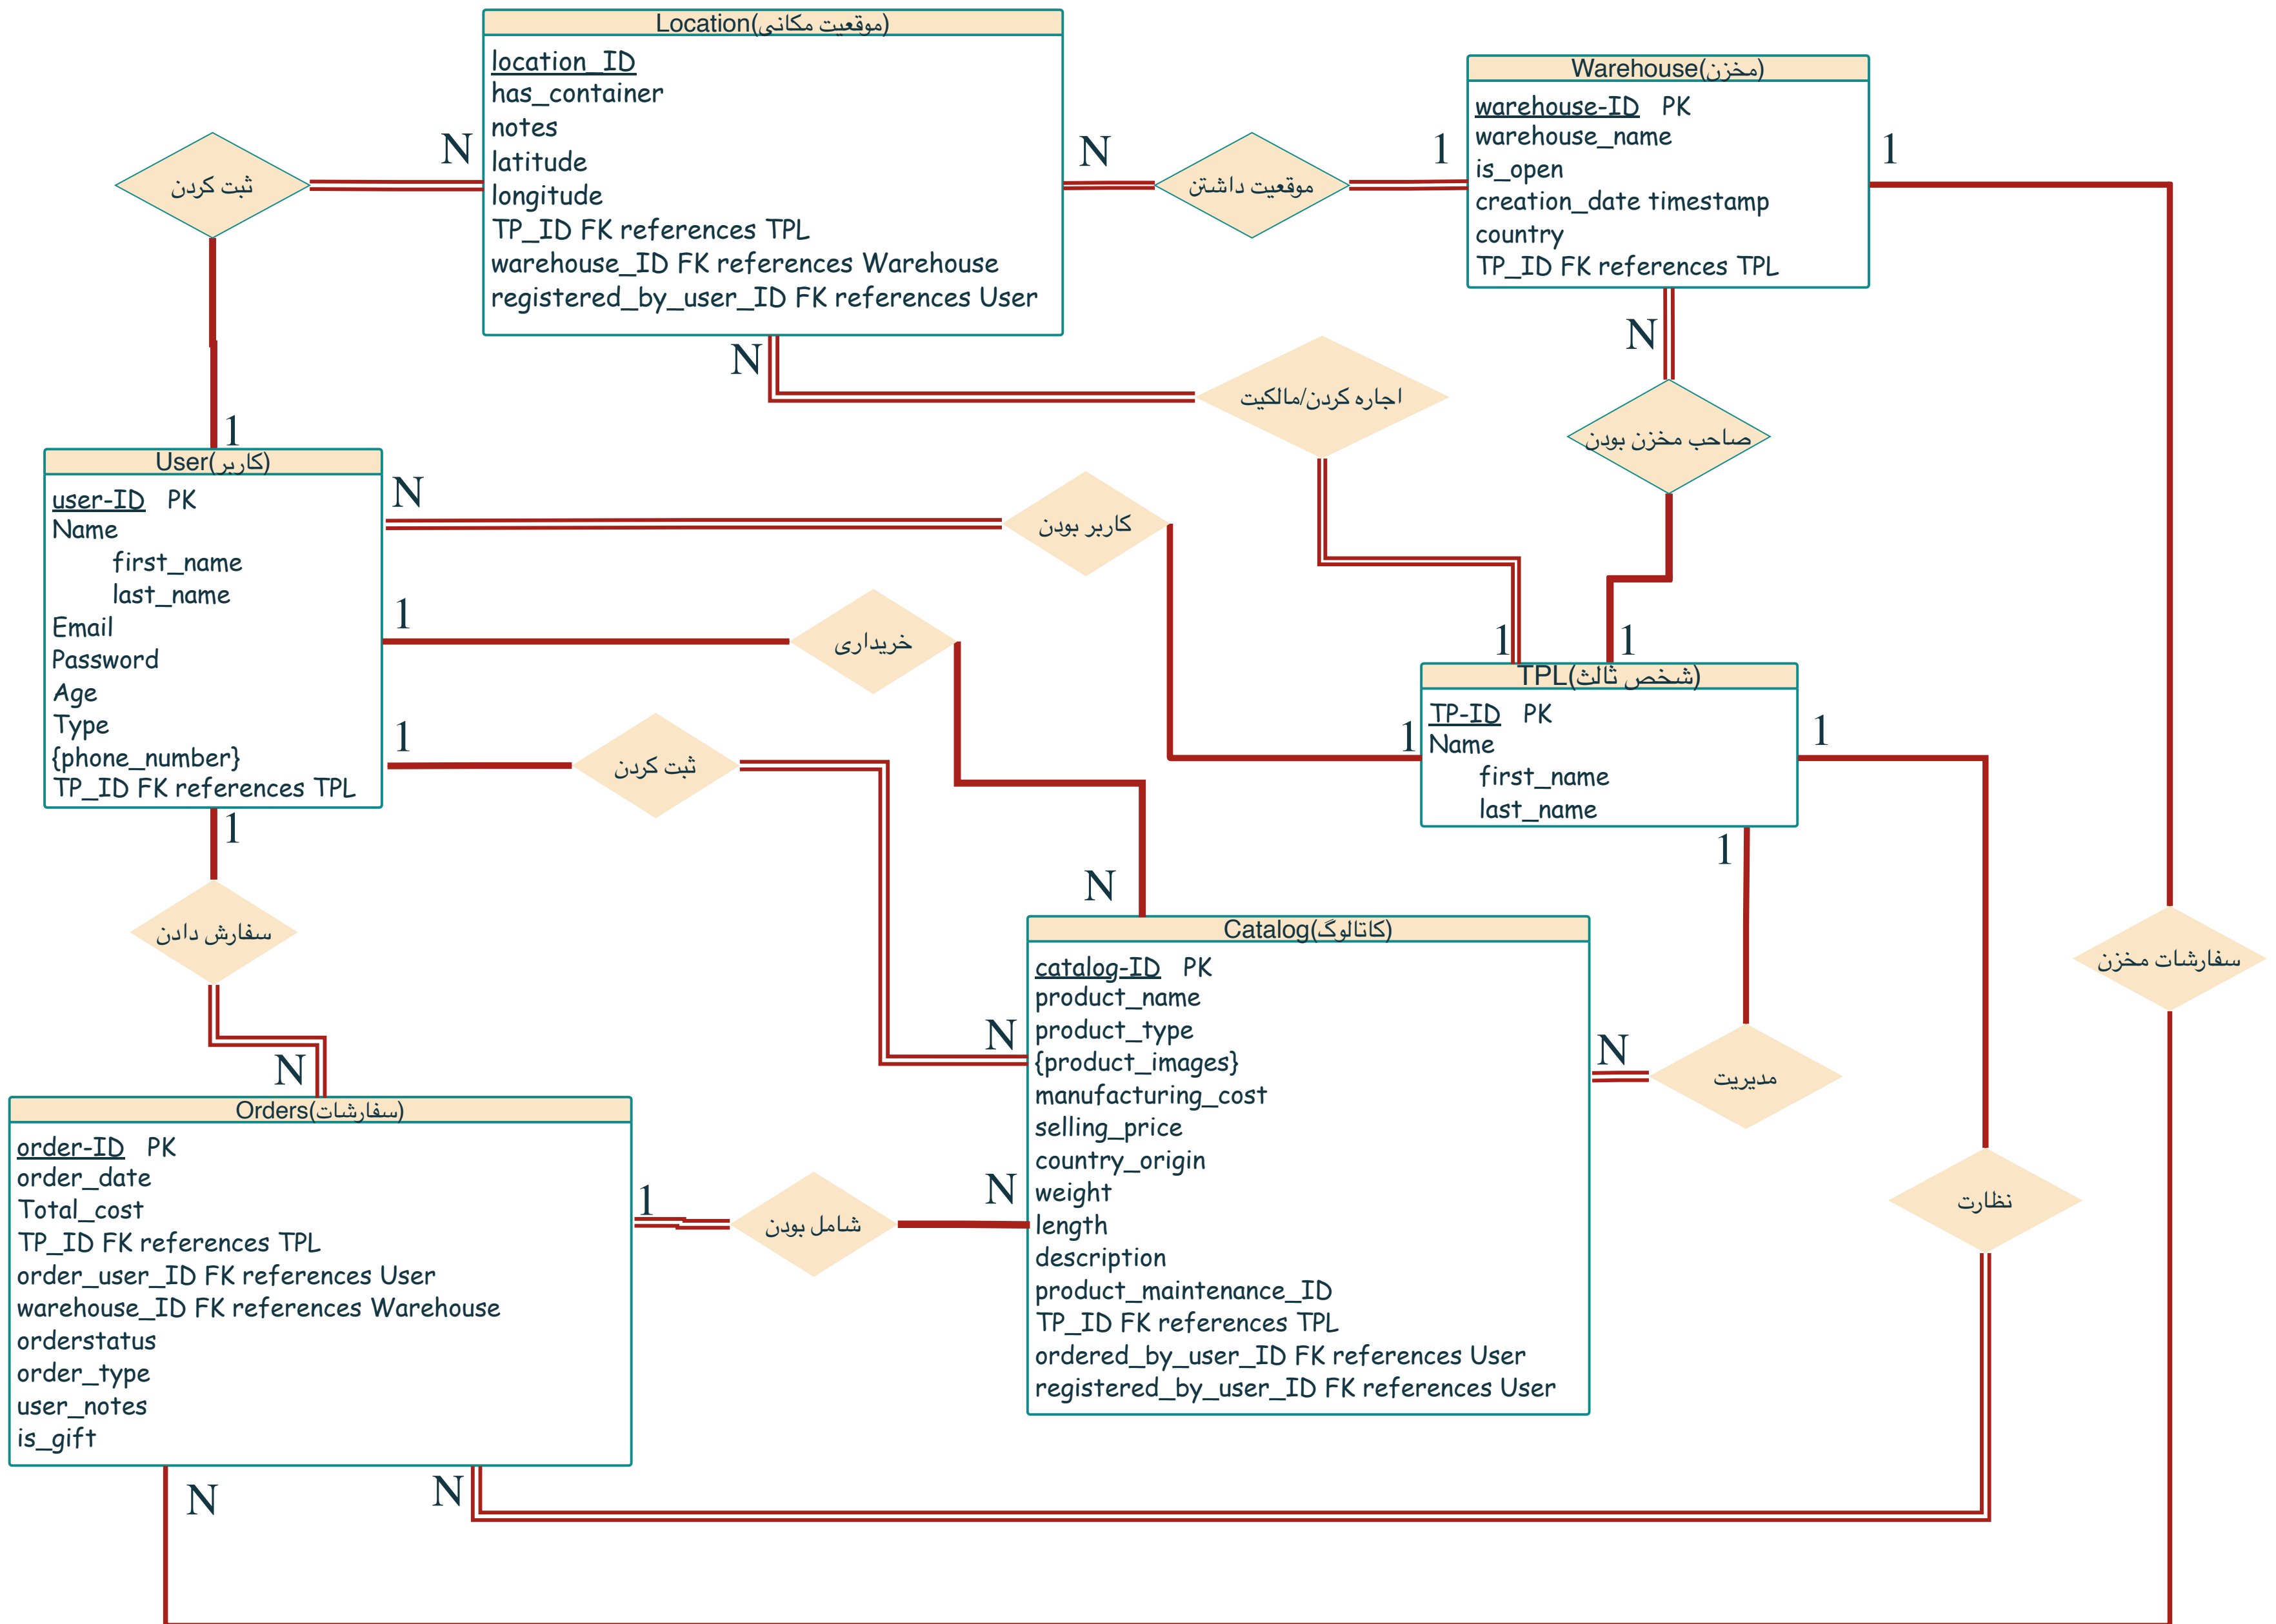 Location(موقعیت مکانی)
location_ID
has_container
notes
latitude
longitude
TP_ID FK references TPL
warehouse_ID FK references Warehouse
registered_by_user_ID FK references User
Warehouse(مخزن)
warehouse-ID PK
warehouse_name
is_open
creation_date timestamp
country
TP_ID FK references TPL
ثبت کردن
N
N
موقعیت داشتن
1
1
N
N
1
اجاره کردن/مالکیت
صاحب مخزن بودن
User(کاربر)
user-ID PK
Name
first_name
last_name
Email
Password
Age
Type
{phone_number}
TP_ID FK references TPL
N
کاربر بودن
1
خریداری
1
1
1
ثبت کردن
1
1
TPL(شخص ثالث)
TP-ID PK
Name
first_name
last_name
1
1
N
سفارش دادن
N
Catalog(کاتالوگ)
catalog-ID PK
product_name
product_type
{product_images}
manufacturing_cost
selling_price
country_origin
weight
length
description
product_maintenance_ID
TP_ID FK references TPL
ordered_by_user_ID FK references User
registered_by_user_ID FK references User
سفارشات مخزن
N
N
مدیریت
نظارت
Orders(سفارشات)
order-ID PK
order_date
Total_cost
TP_ID FK references TPL
order_user_ID FK references User
warehouse_ID FK references Warehouse
orderstatus
order_type
user_notes
is_gift
1
شامل بودن
N
N
N